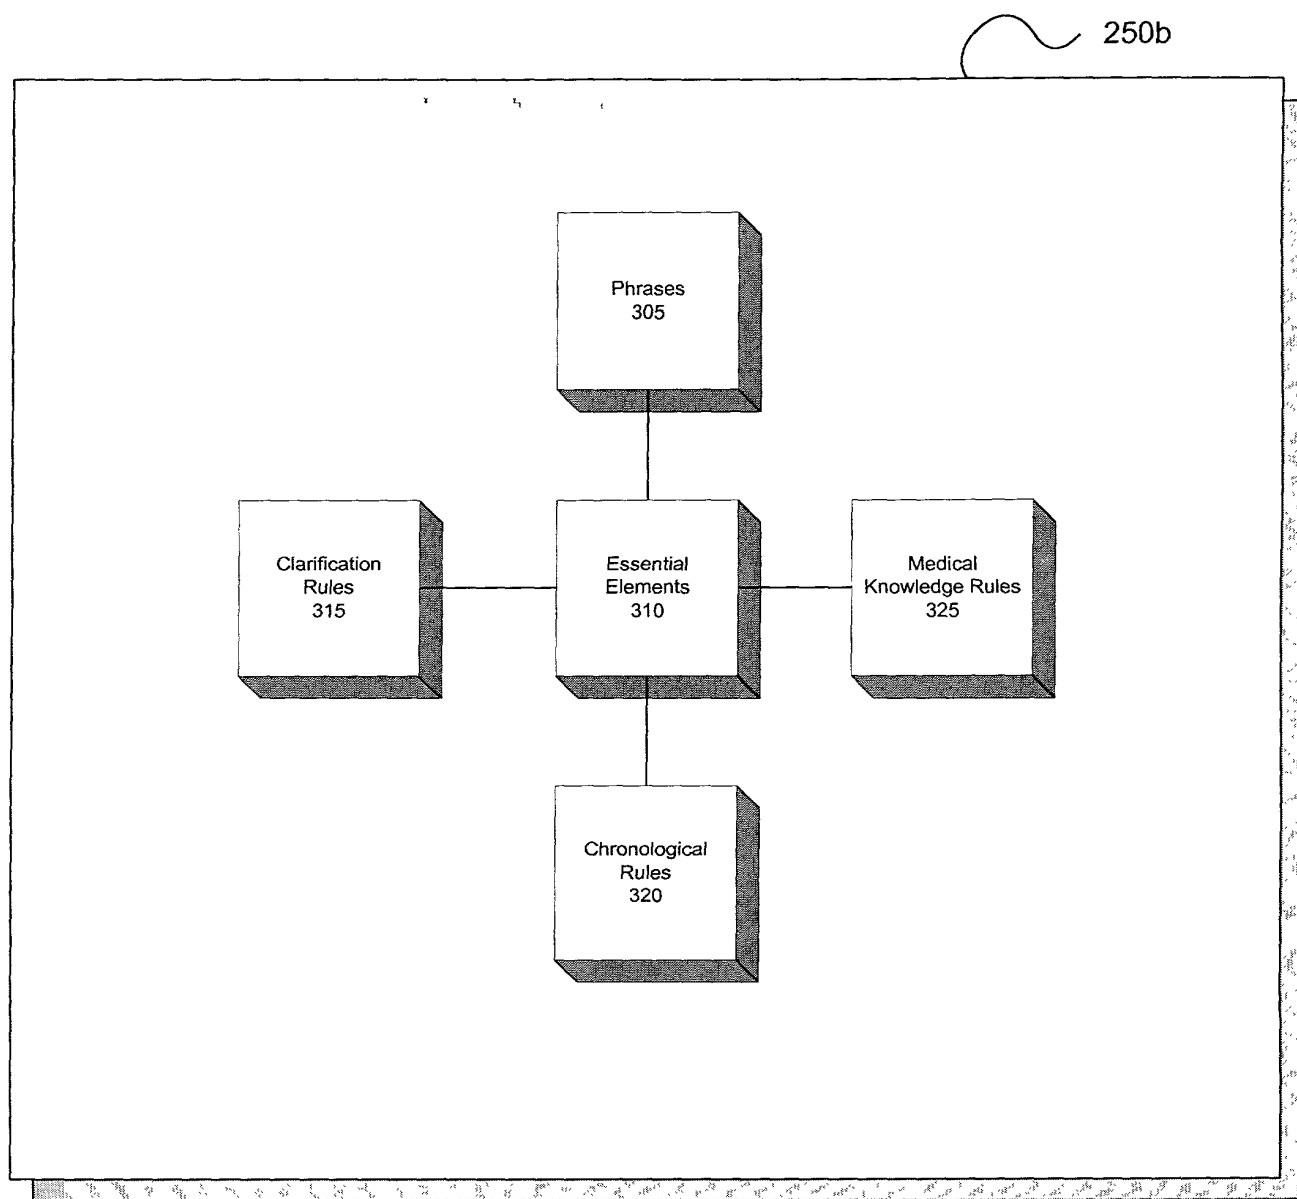 250b
Phrases
305
Clarification
Rules
315
Essential
Elements
310
Medical
Knowledge Rules
325
Chronological
Rules
320